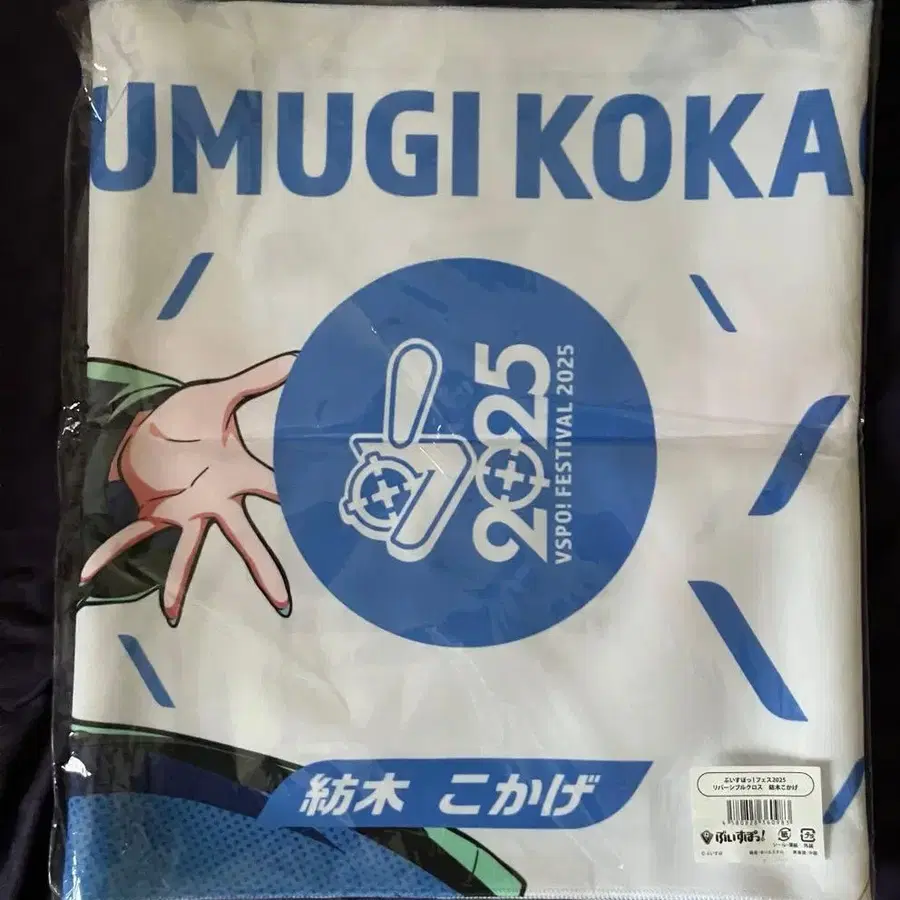 UMUGI KOKA
2025
VSPO! FESTIVAL 2025
紡木 こかげ
ぶいすぽっ!フェス2025
リバーシブルクロス 紡木こかげ
ぶいすぽっ!